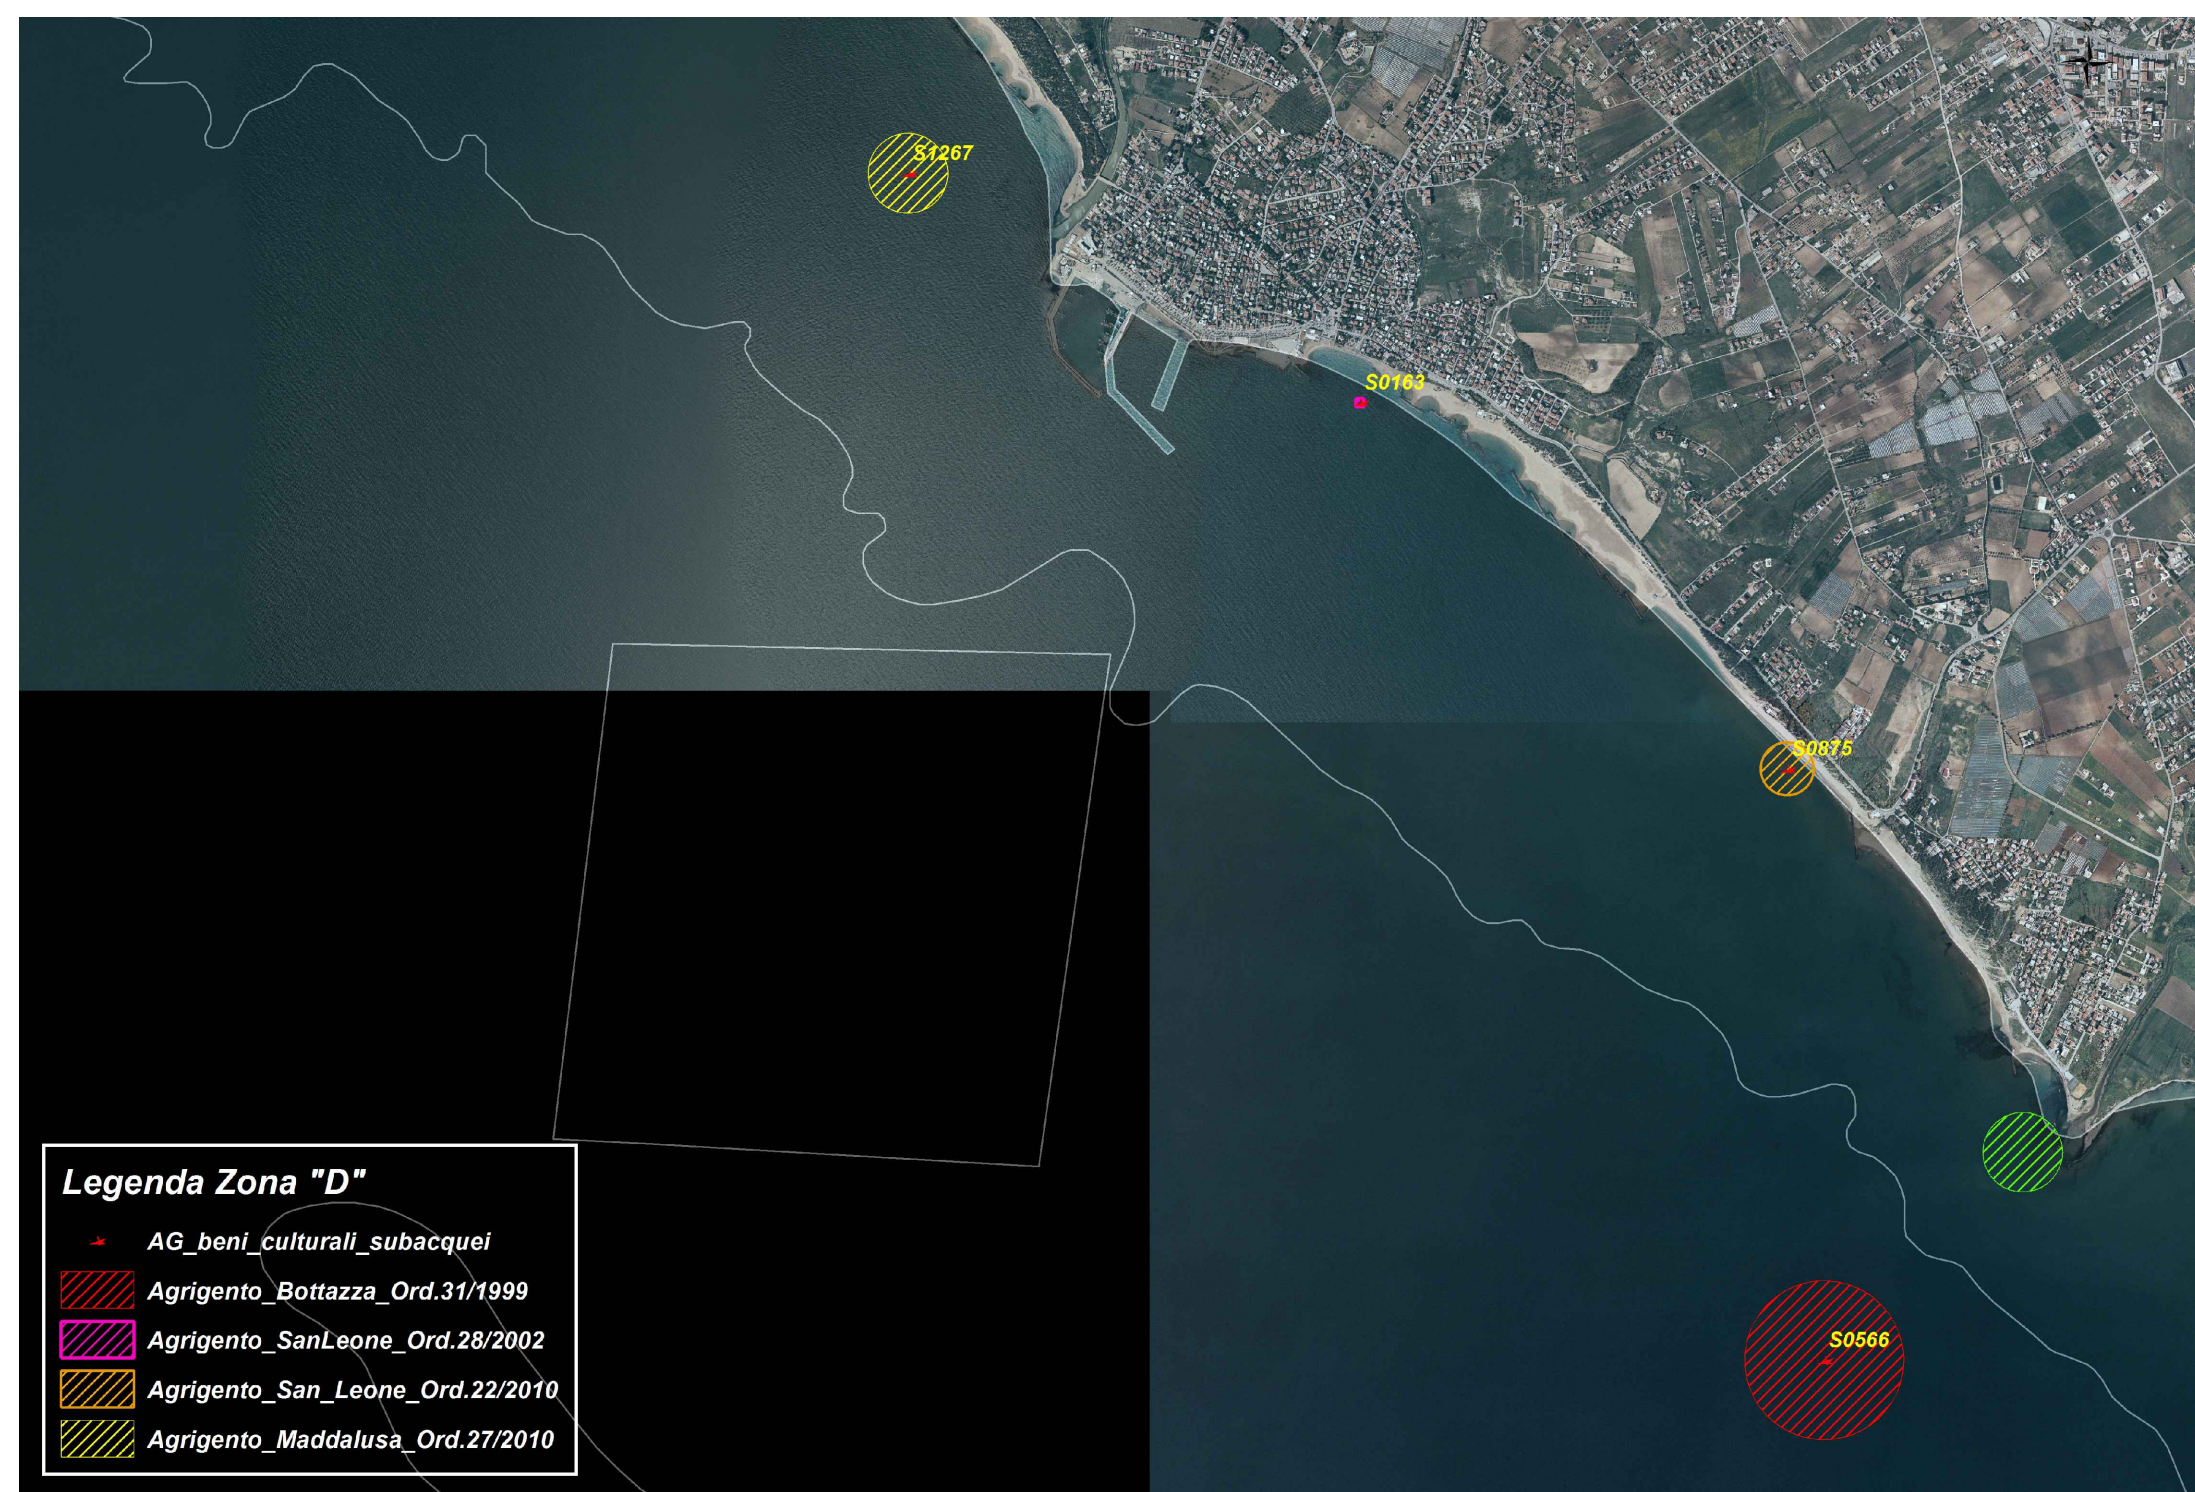 S1267
S0163
S0875
S0566
Legenda Zona "D"
AG_beni_culturali_subacquei
Agrigento_Bottazza_Ord.31/1999
Agrigento_SanLeone_Ord.28/2002
Agrigento_San_Leone_Ord.22/2010
Agrigento_Maddalusa_Ord.27/2010